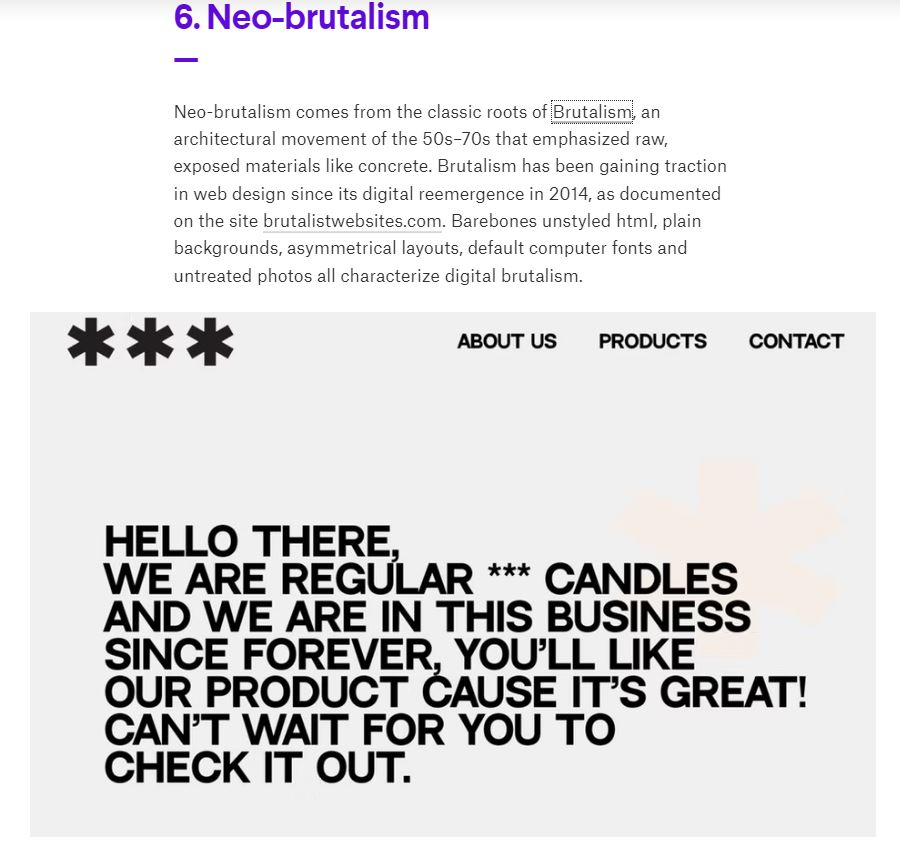 6. Neo-brutalism
Neo-brutalism comes from the classic roots of Brutalism, an
architectural movement of the 50s–70s that emphasized raw,
exposed materials like concrete. Brutalism has been gaining traction
in web design since its digital reemergence in 2014, as documented
on the site brutalistwebsites.com. Barebones unstyled html, plain
backgrounds, asymmetrical layouts, default computer fonts and
untreated photos all characterize digital brutalism.
*** ABOUT US PRODUCTS CONTACT
HELLO THERE,
WE ARE REGULAR *** CANDLES
AND WE ARE IN THIS BUSINESS
SINCE FOREVER, YOU’LL LIKE
OUR PRODUCT CAUSE IT’S GREAT!
CAN’T WAIT FOR YOU TO
CHECK IT OUT.